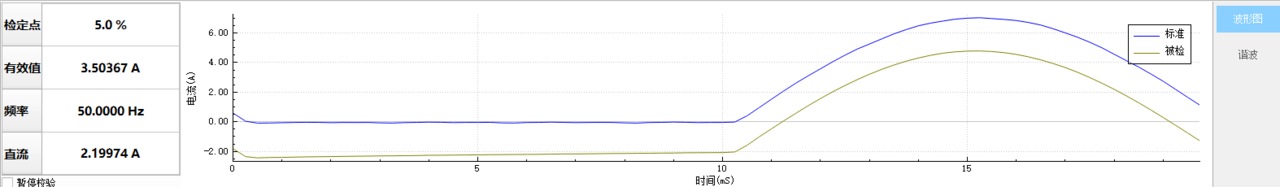 检定点 5.0 %
有效值 3.50367 A
频率 50.0000 Hz
直流 2.19974 A
暂停校验
电流(A)
6.00
4.00
2.00
0.00
-2.00
0 5 10 15
时间(mS)
标准
被检
波形图
谐波